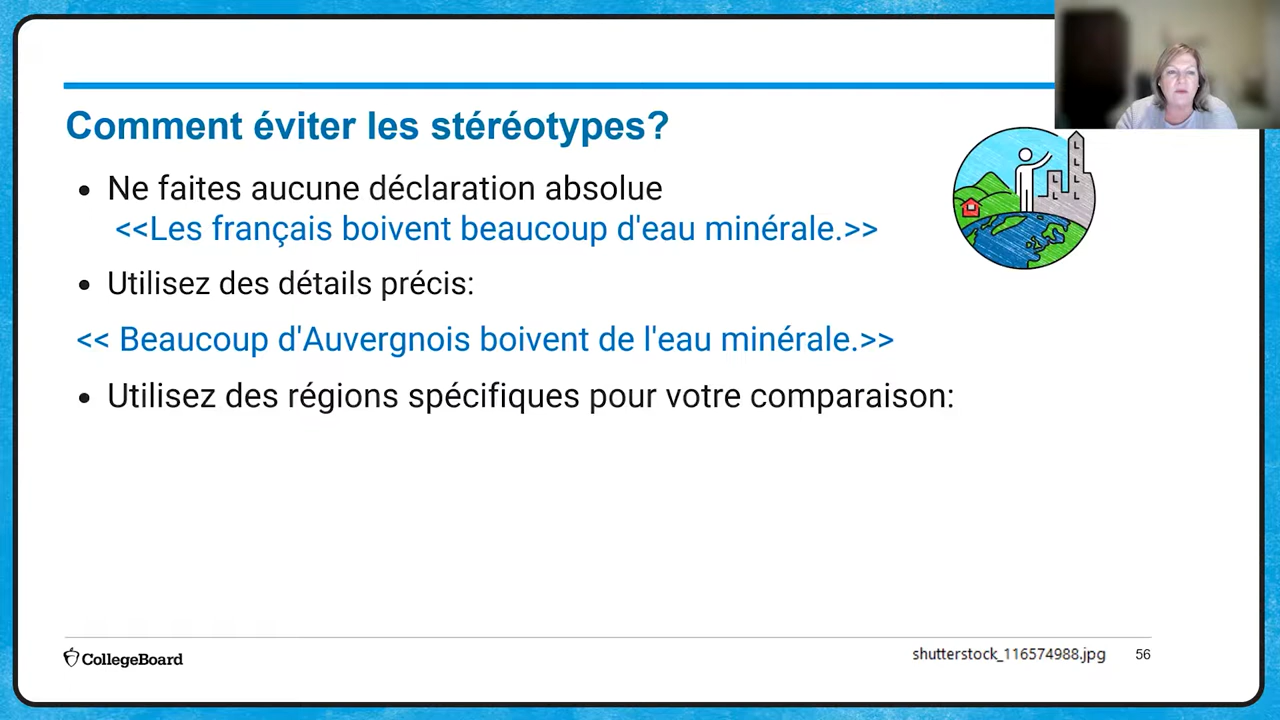 Comment éviter les stéréotypes?
• Ne faites aucune déclaration absolue
<<Les français boivent beaucoup d'eau minérale.>>
• Utilisez des détails précis:
<< Beaucoup d'Auvergnois boivent de l'eau minérale.>>
• Utilisez des régions spécifiques pour votre comparaison:
CollegeBoard
shutterstock_116574988.jpg
56